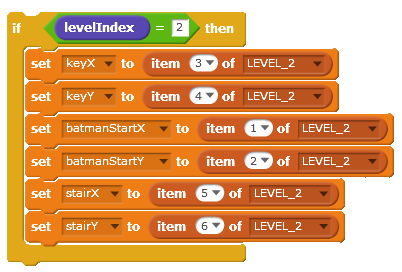 if levelIndex = 2 then
set keyX to item 3 of LEVEL_2
set keyY to item 4 of LEVEL_2
set batmanStartX to item 1 of LEVEL_2
set batmanStartY to item 2 of LEVEL_2
set stairX to item 5 of LEVEL_2
set stairY to item 6 of LEVEL_2